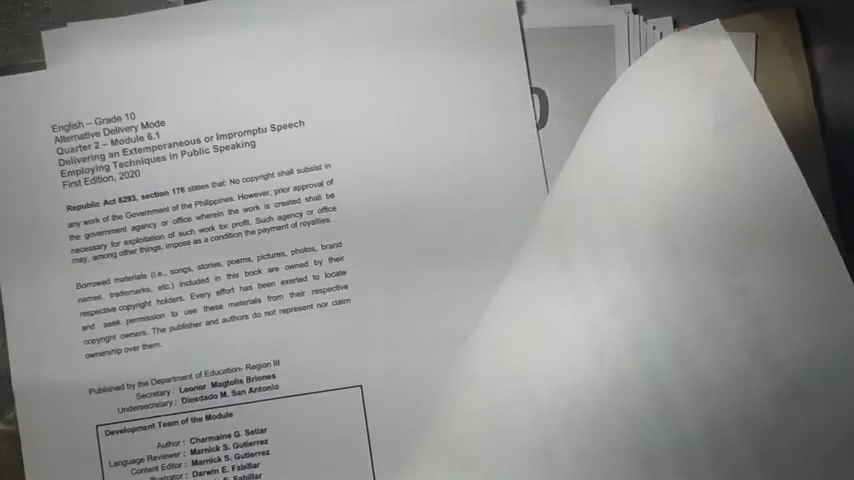 English – Grade 10
Alternative Delivery Mode
Quarter 2 – Module 6.1
Delivering an Extemporaneous or Impromptu Speech
Employing Techniques in Public Speaking
First Edition, 2020
Republic Act 8293, section 176 states that: No copyright shall subsist in
any work of the Government of the Philippines. However, prior approval of
the government agency or office wherein the work is created shall be
necessary for exploitation of such work for profit. Such agency or office
may, among other things, impose as a condition the payment of royalties.
Borrowed materials (i.e., songs, stories, poems, pictures, photos, brand
names, trademarks, etc.) included in this book are owned by their
respective copyright holders. Every effort has been exerted to locate
and seek permission to use these materials from their respective
copyright owners. The publisher and authors do not represent nor claim
ownership over them.
Published by the Department of Education- Region III
Secretary : Leonor Magtolis Briones
Undersecretary : Diosdado M. San Antonio
Development Team of the Module
Author : Charmaine G. Setiar
Language Reviewer : Marnick S. Gutierrez
Content Editor : Marnick S. Gutierrez
Illustrator : Darwin E. Fabillar
E. Fabillar